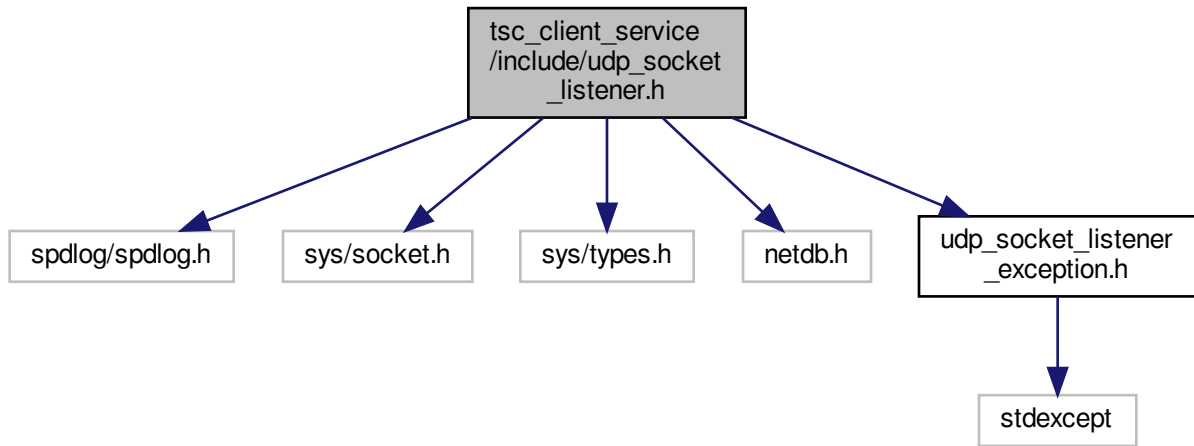 tsc_client_service
/include/udp_socket
_listener.h
spdlog/spdlog.h
sys/socket.h
sys/types.h
netdb.h
udp_socket_listener
_exception.h
stdexcept